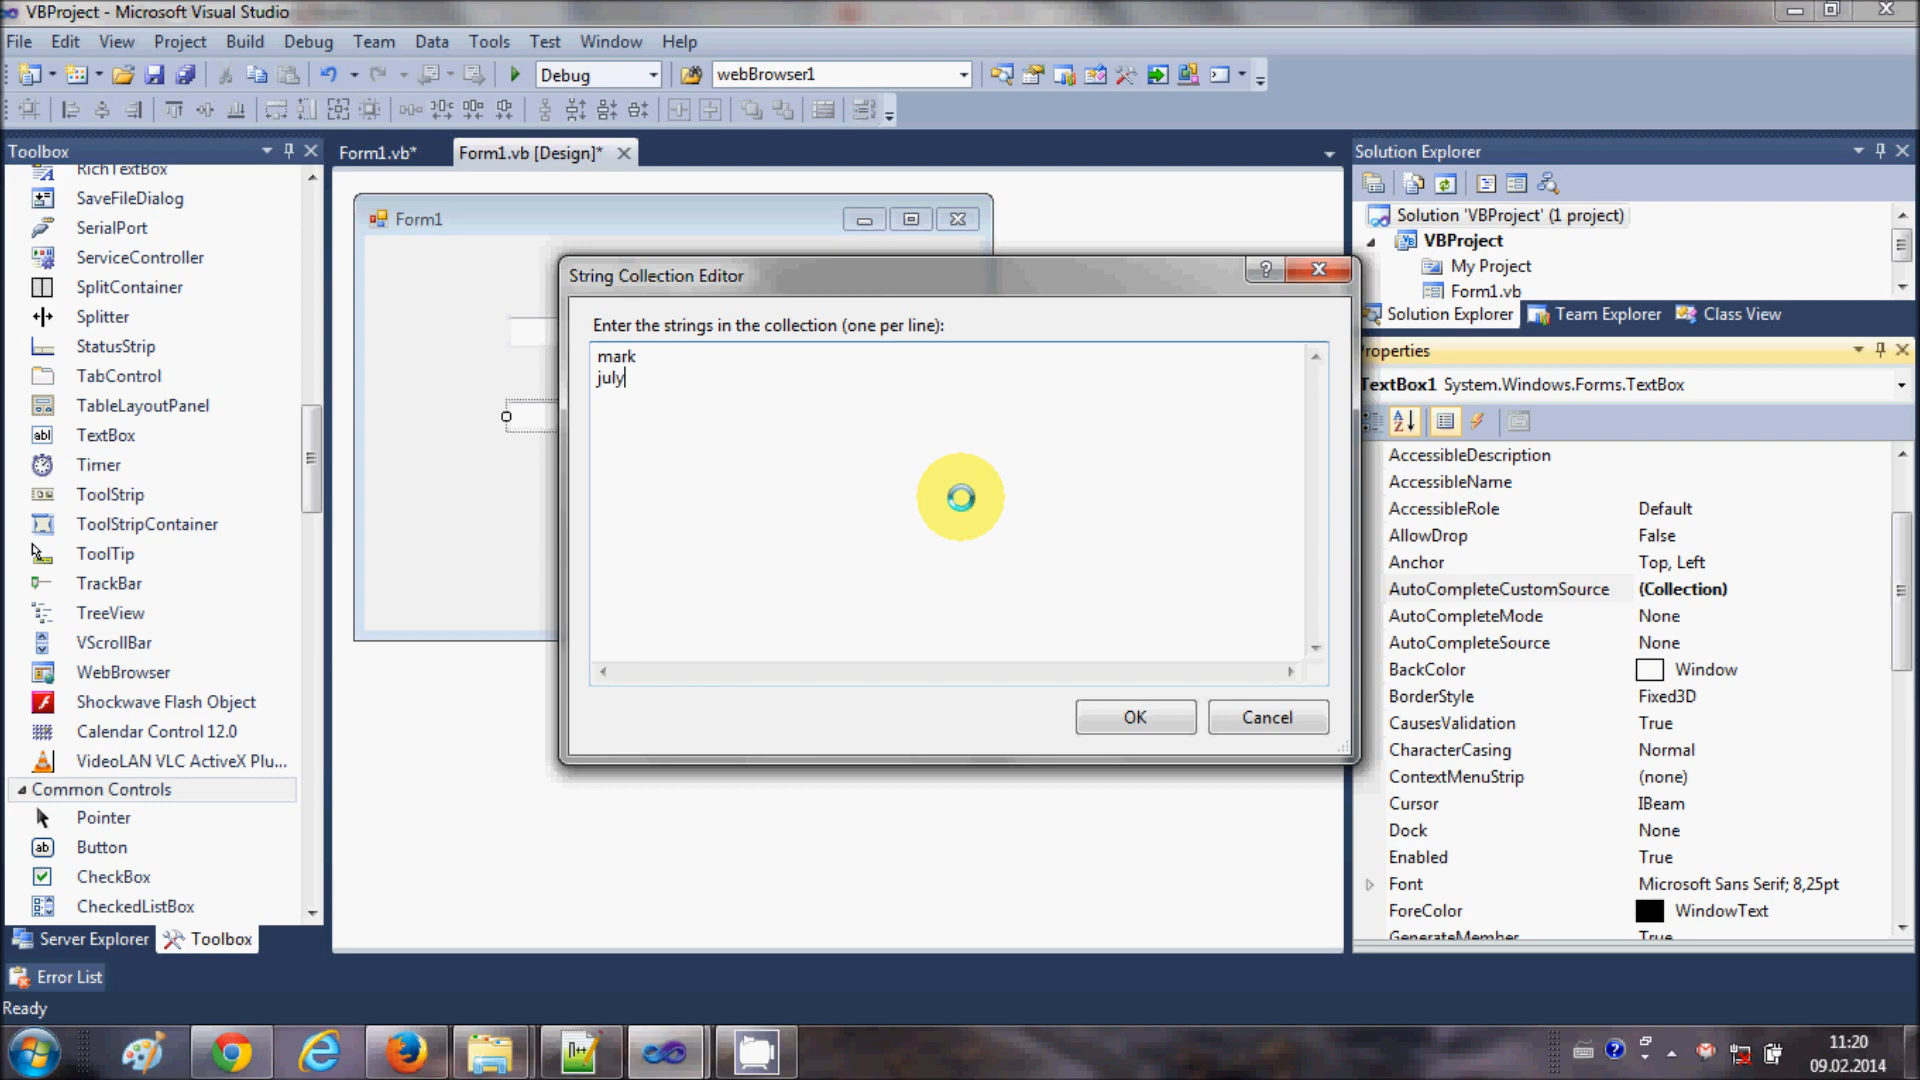 VBProject - Microsoft Visual Studio
File Edit View Project Build Debug Team Data Tools Test Window Help
Debug webBrowser1
Toolbox
Form1.vb* Form1.vb [Design]*
Solution Explorer
RichTextBox
SaveFileDialog
SerialPort
ServiceController
SplitContainer
Splitter
StatusStrip
TabControl
TableLayoutPanel
TextBox
Timer
ToolStrip
ToolStripContainer
ToolTip
TrackBar
TreeView
VScrollBar
WebBrowser
Shockwave Flash Object
Calendar Control 12.0
VideoLAN VLC ActiveX Plu...
Common Controls
Pointer
Button
CheckBox
CheckedListBox
Server Explorer Toolbox
Error List
Ready
Form1
String Collection Editor
Enter the strings in the collection (one per line):
mark
july
OK Cancel
Solution 'VBProject' (1 project)
VBProject
My Project
Form1.vb
Solution Explorer Team Explorer Class View
roperties
TextBox1 System.Windows.Forms.TextBox
AccessibleDescription
AccessibleName
AccessibleRole Default
AllowDrop False
Anchor Top, Left
AutoCompleteCustomSource (Collection)
AutoCompleteMode None
AutoCompleteSource None
BackColor Window
BorderStyle Fixed3D
CausesValidation True
CharacterCasing Normal
ContextMenuStrip (none)
Cursor IBeam
Dock None
Enabled True
Font Microsoft Sans Serif; 8,25pt
ForeColor WindowText
GenerateMember True
11:20
09.02.2014